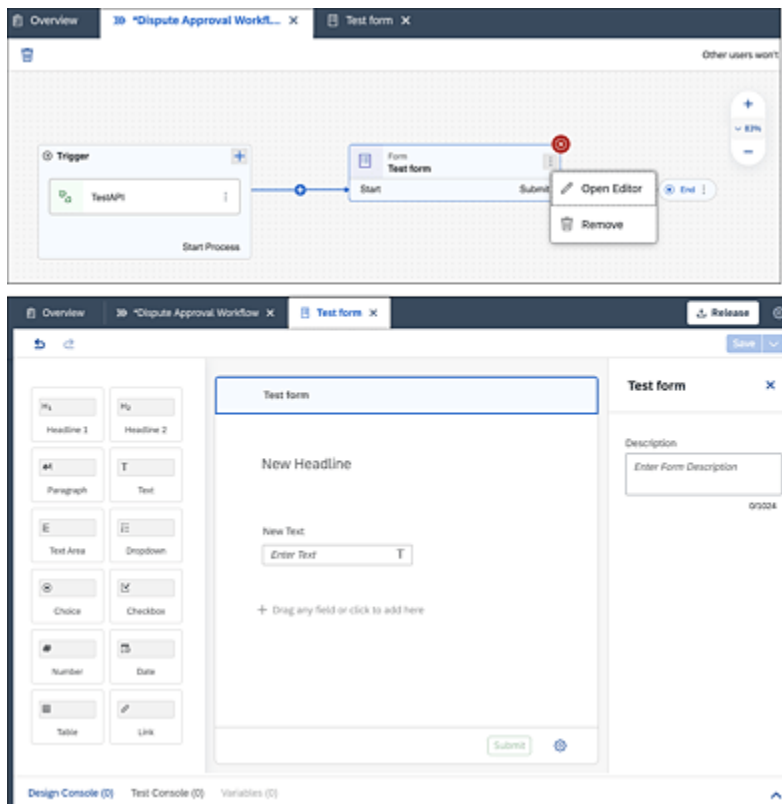 Overview
*Dispute Approval Workfl...
Test form
Other users won't
83%
Trigger
TestAPI
Start Process
Form
Test form
Start
Submit
Open Editor
Remove
End
Overview
*Dispute Approval Workflow
Test form
Release
Save
H1
Headline 1
H2
Headline 2
Paragraph
T
Text
Text Area
Dropdown
Choice
Checkbox
Number
Date
Table
Link
Test form
New Headline
New Text
Enter Text
T
+ Drag any field or click to add here
Submit
Test form
Description
Enter Form Description
0/1024
Design Console (0)
Test Console (0)
Variables (0)